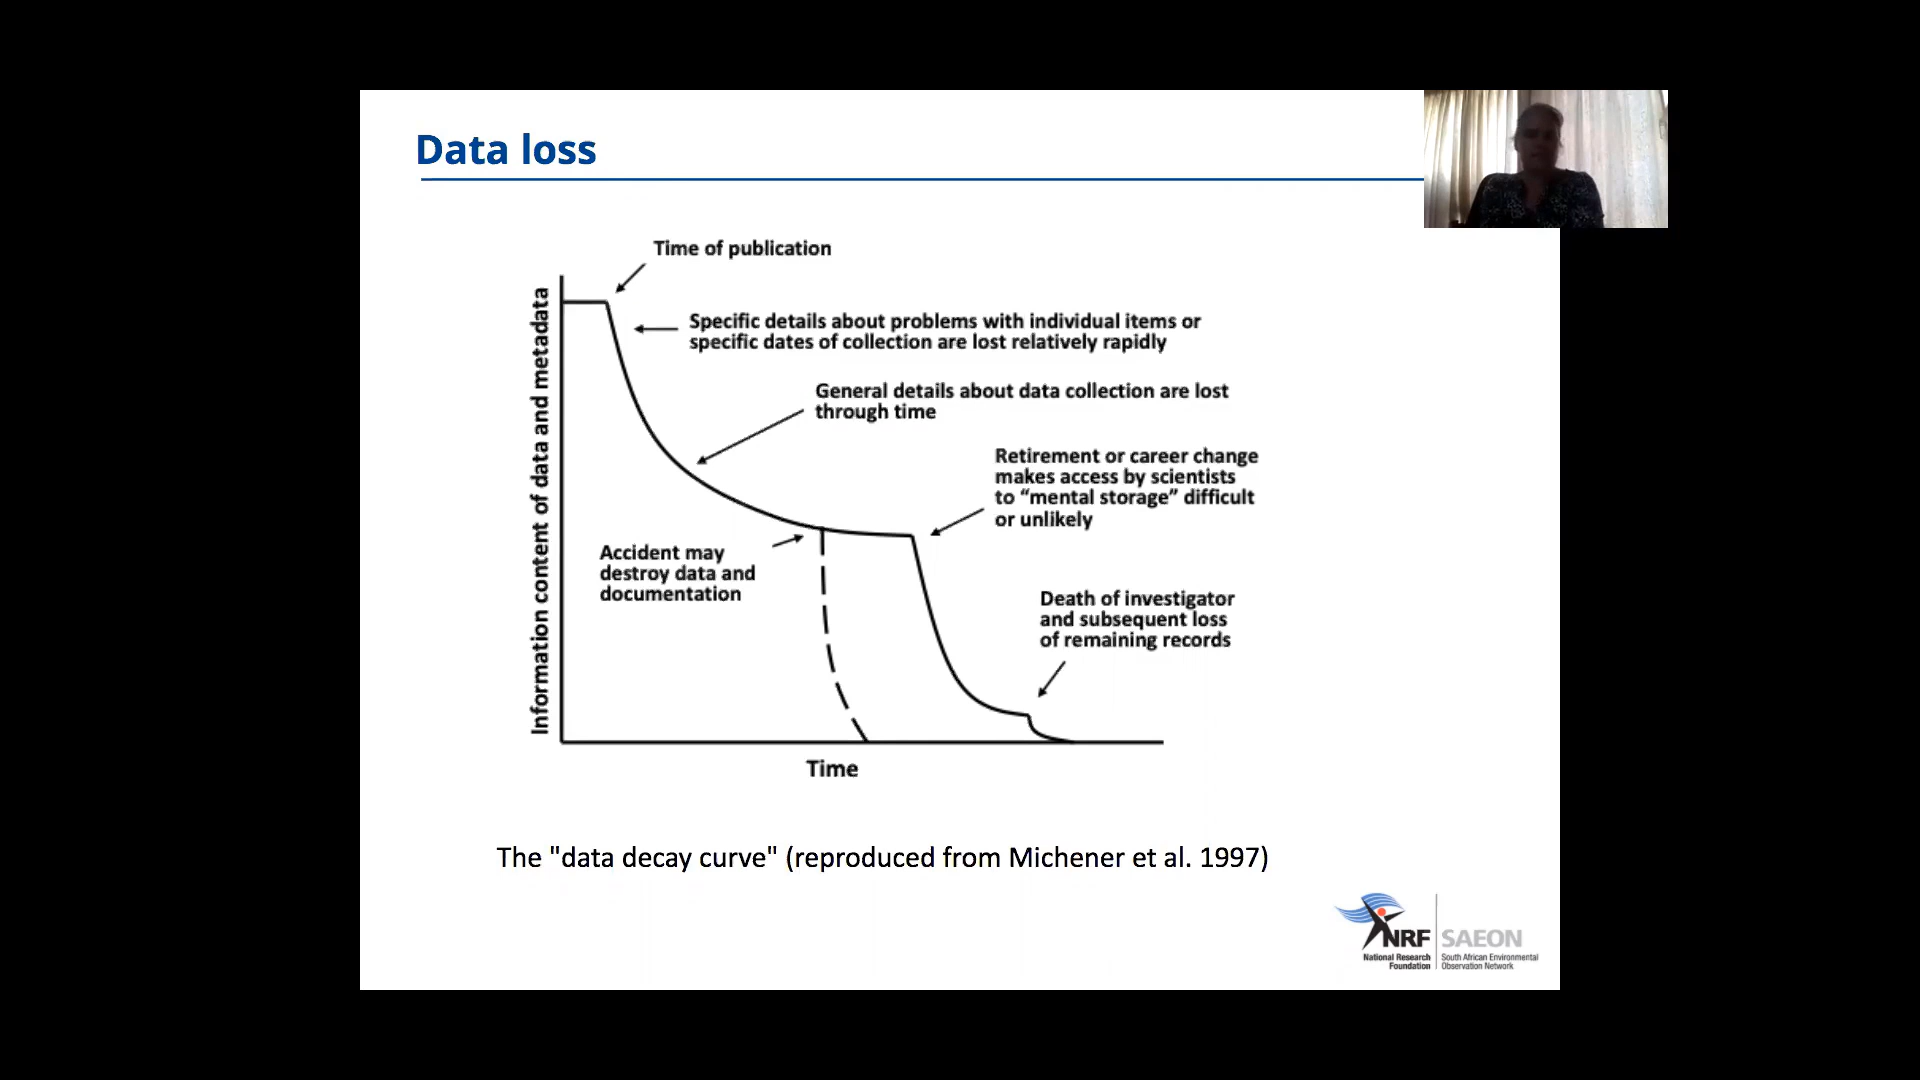 Data loss
Time of publication
Information content of data and metadata
Specific details about problems with individual items or
specific dates of collection are lost relatively rapidly
General details about data collection are lost
through time
Retirement or career change
makes access by scientists
to “mental storage” difficult
or unlikely
Accident may
destroy data and
documentation
Death of investigator
and subsequent loss
of remaining records
Time
The "data decay curve" (reproduced from Michener et al. 1997)
NRF
National Research
Foundation
SAEON
South African Environmental
Observation Network